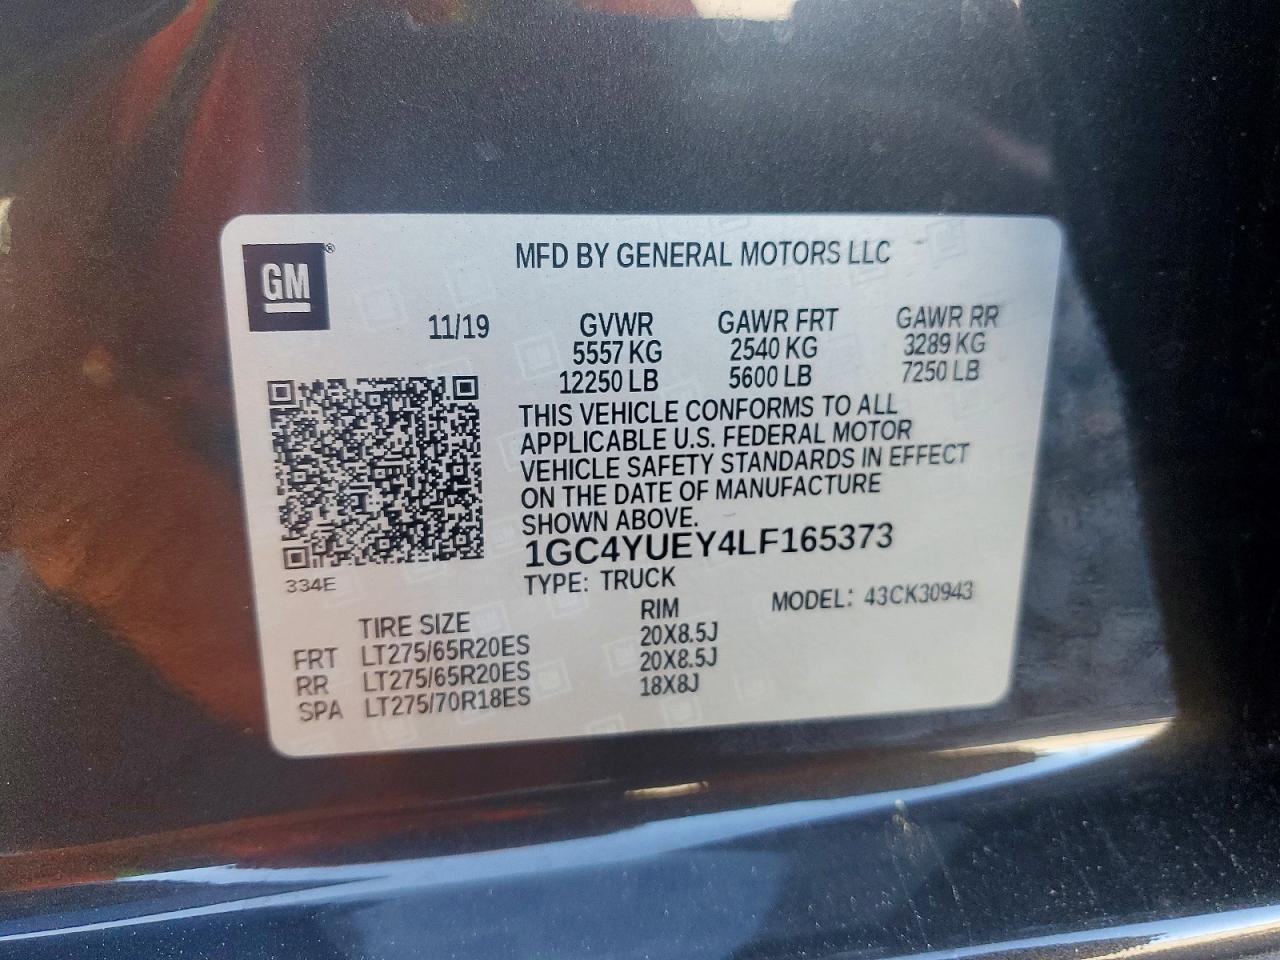 GM®
MFD BY GENERAL MOTORS LLC
11/19
GVWR GAWR FRT GAWR RR
5557 KG 2540 KG 3289 KG
12250 LB 5600 LB 7250 LB
THIS VEHICLE CONFORMS TO ALL
APPLICABLE U.S. FEDERAL MOTOR
VEHICLE SAFETY STANDARDS IN EFFECT
ON THE DATE OF MANUFACTURE
SHOWN ABOVE.
1GC4YUEY4LF165373
334E
TYPE: TRUCK
MODEL: 43CK30943
TIRE SIZE RIM
FRT LT275/65R20ES 20X8.5J
RR LT275/65R20ES 20X8.5J
SPA LT275/70R18ES 18X8J